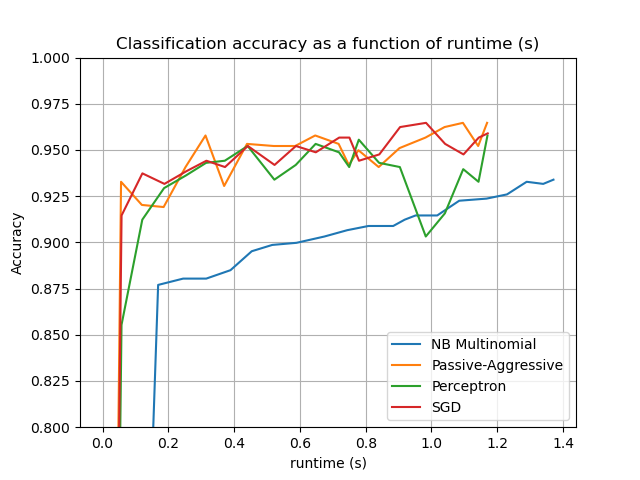 Classification accuracy as a function of runtime (s)
1.000
0.975
0.950
0.925
0.900
0.875
0.850
0.825
0.800
Accuracy
NB Multinomial
Passive-Aggressive
Perceptron
SGD
0.0 0.2 0.4 0.6 0.8 1.0 1.2 1.4
runtime (s)